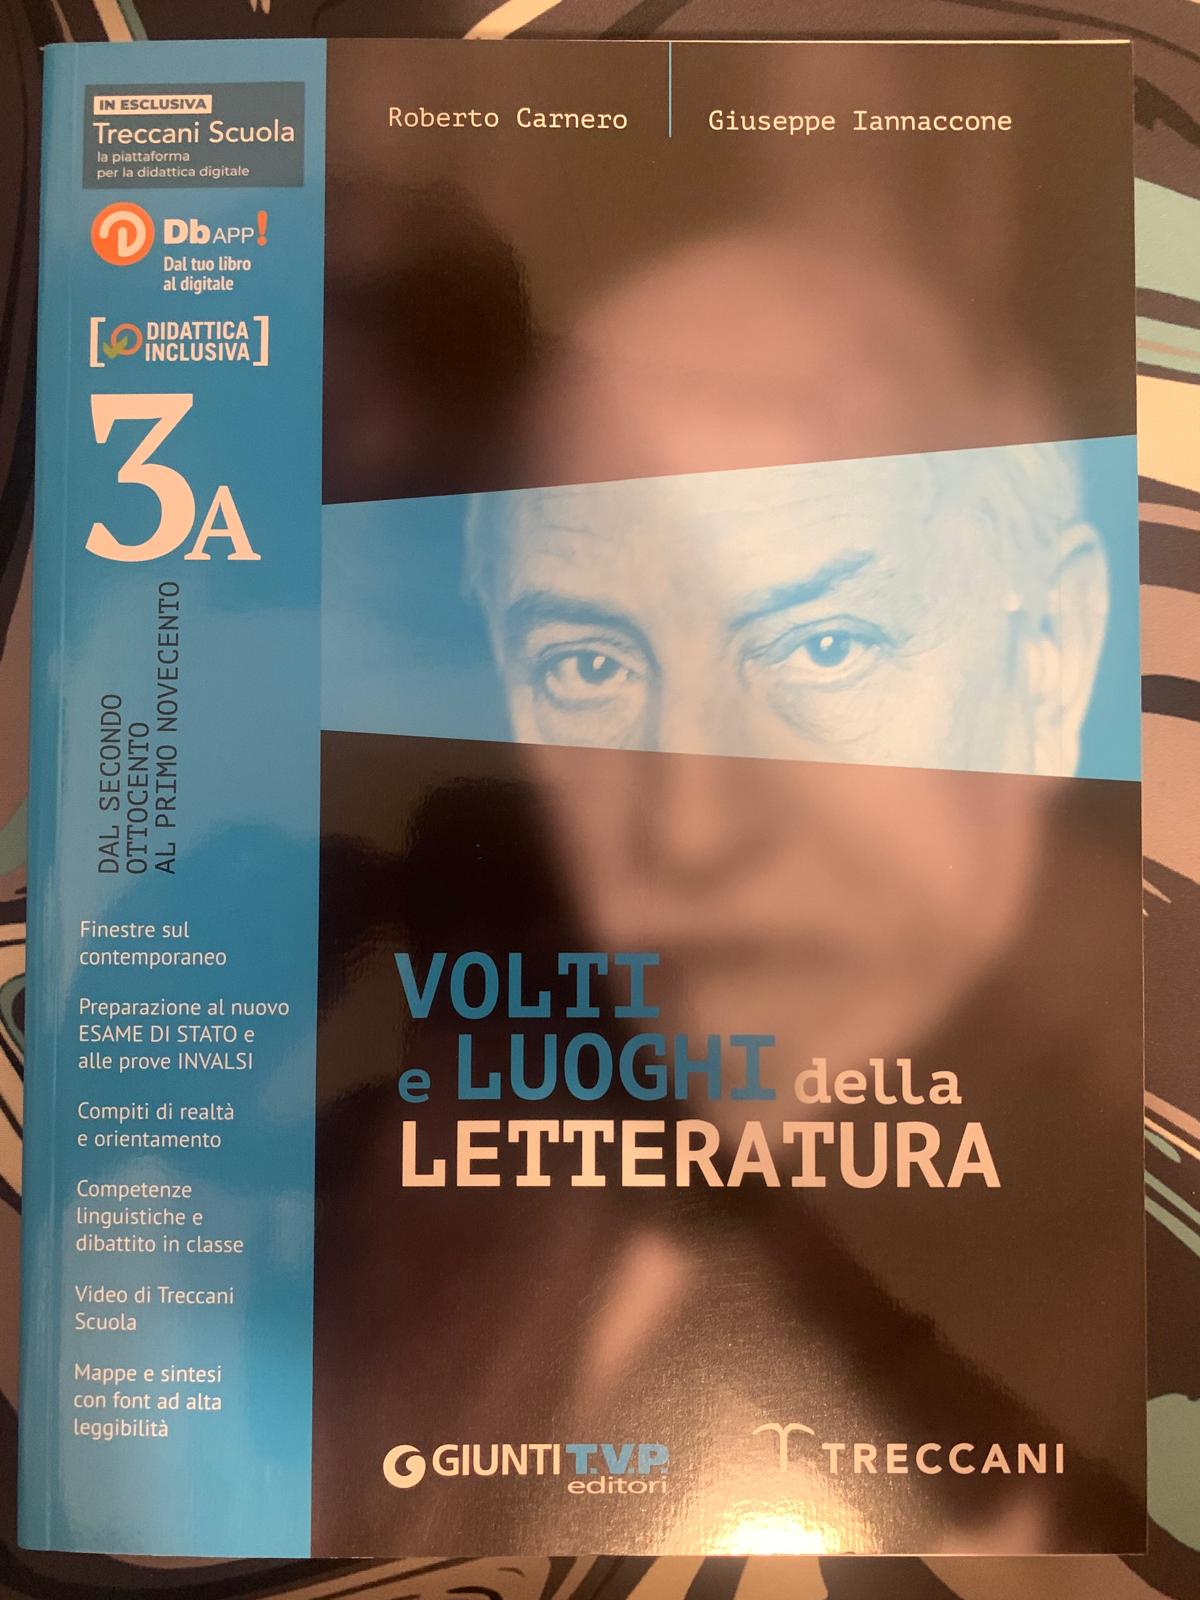 IN ESCLUSIVA
Treccani Scuola
la piattaforma
per la didattica digitale
Db APP!
Dal tuo libro
al digitale
[DIDATTICA
INCLUSIVA]
3A
DAL SECONDO
OTTOCENTO
AL PRIMO NOVECENTO
Finestre sul
contemporaneo
Preparazione al nuovo
ESAME DI STATO e
alle prove INVALSI
Compiti di realtà
e orientamento
Competenze
linguistiche e
dibattito in classe
Video di Treccani
Scuola
Mappe e sintesi
con font ad alta
leggibilità
Roberto Carnero
Giuseppe Iannaccone
VOLTI
e LUOGHI della
LETTERATURA
GIUNTI T.V.P.
editori
TRECCANI